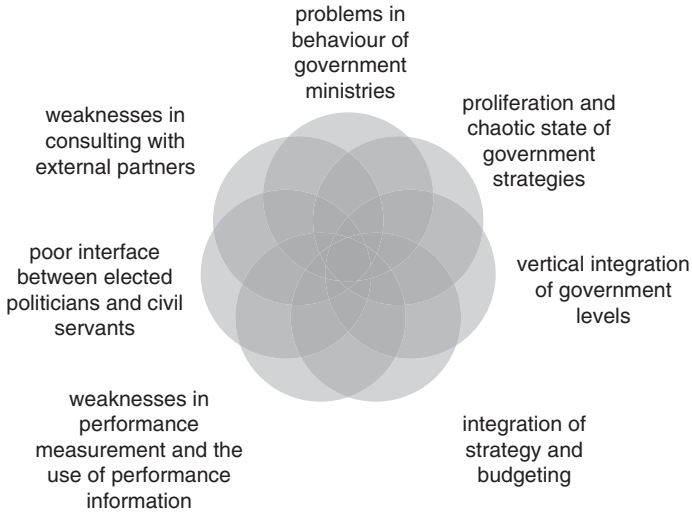 problems in
behaviour of
government
ministries
proliferation and
chaotic state of
government
strategies
vertical integration
of government
levels
integration of
strategy and
budgeting
weaknesses in
performance
measurement and the
use of performance
information
poor interface
between elected
politicians and civil
servants
weaknesses in
consulting with
external partners